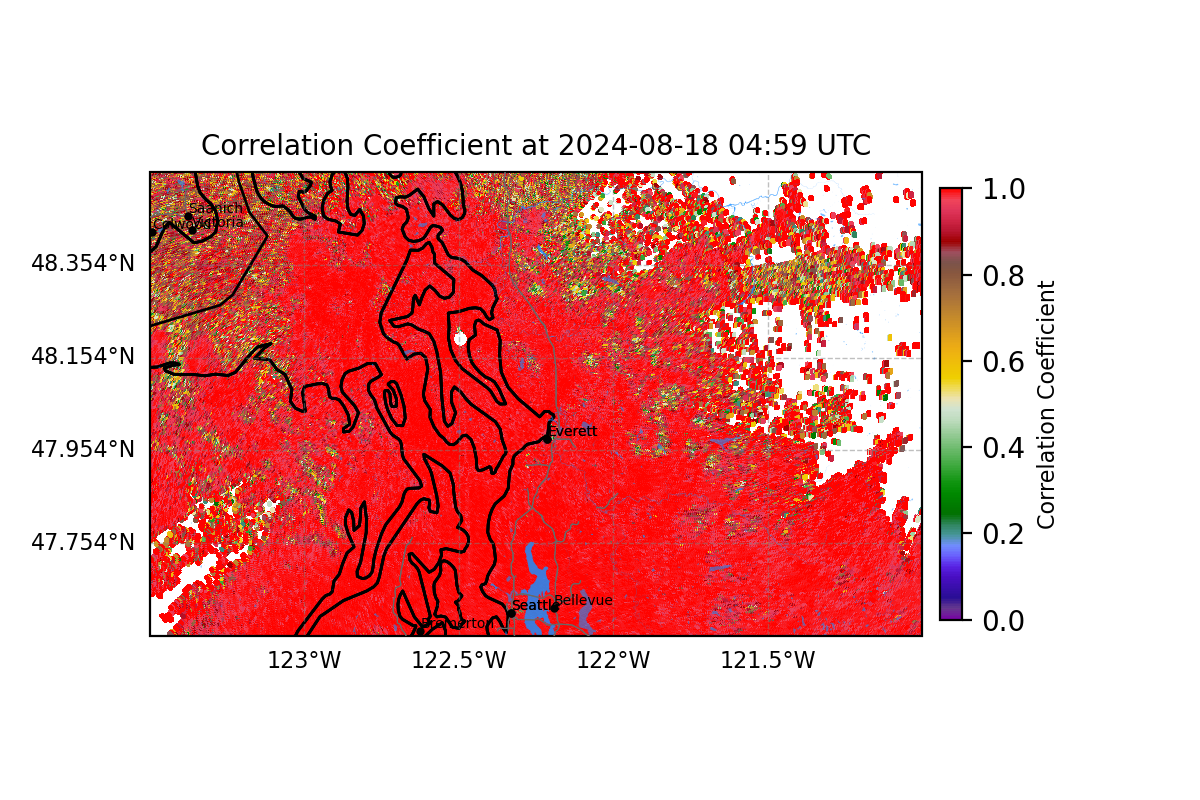 Correlation Coefficient at 2024-08-18 04:59 UTC
Saanich
48.354°N
48.154°N
47.954°N
47.754°N
Everett
Seattle
Bellevue
Bremerton
123°W
122.5°W
122°W
121.5°W
1.0
0.8
0.6
0.4
0.2
0.0
Correlation Coefficient